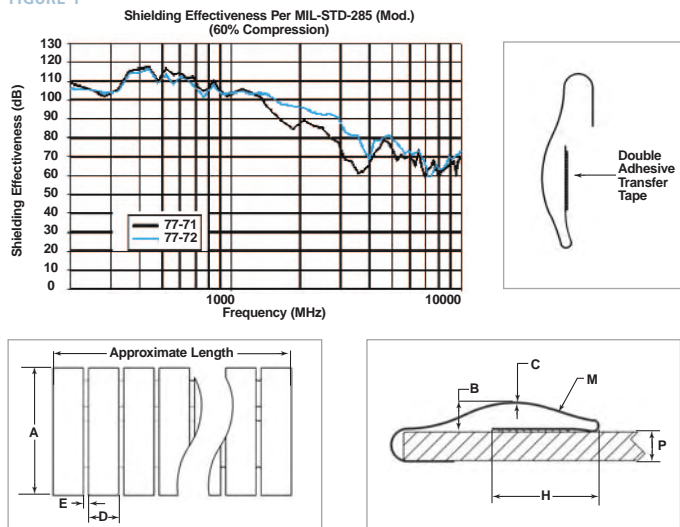 Shielding Effectiveness Per MIL-STD-285 (Mod.)
(60% Compression)
Shielding Effectiveness (dB)
130
120
110
100
90
80
70
60
50
40
30
20
10
0
77-71
77-72
1000
10000
Frequency (MHz)
Double
Adhesive
Transfer
Tape
Approximate Length
A
E
D
C
B
M
P
H